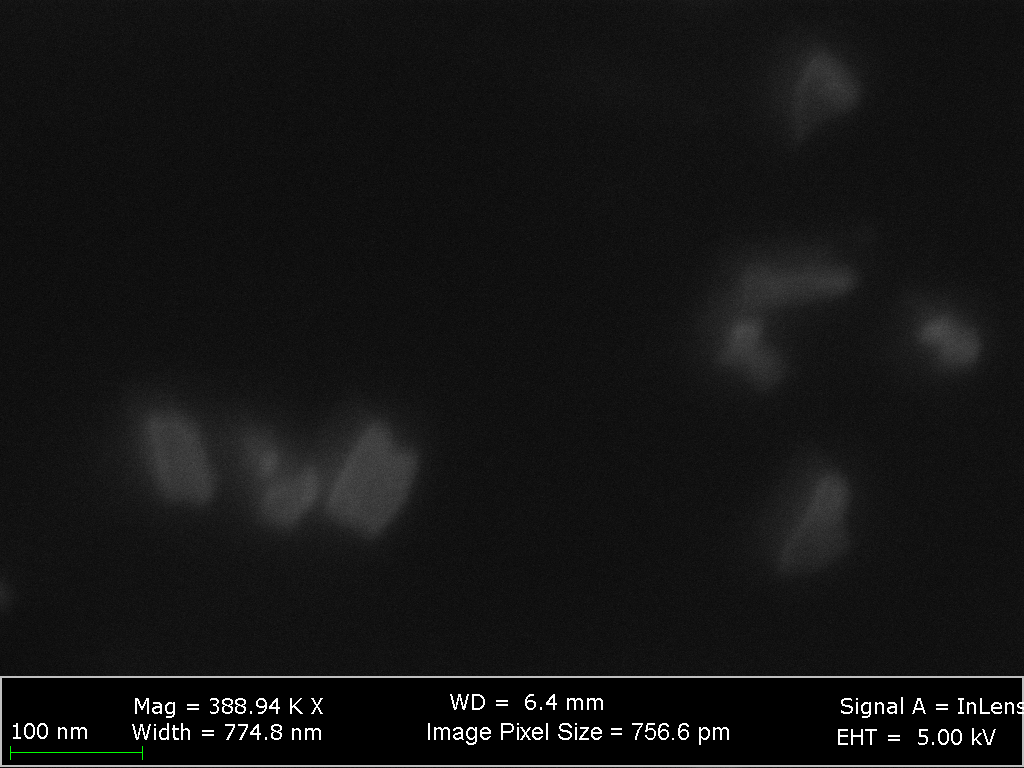 Mag = 388.94 K X
WD = 6.4 mm
Signal A = InLens
100 nm
Width = 774.8 nm
Image Pixel Size = 756.6 pm
EHT = 5.00 kV